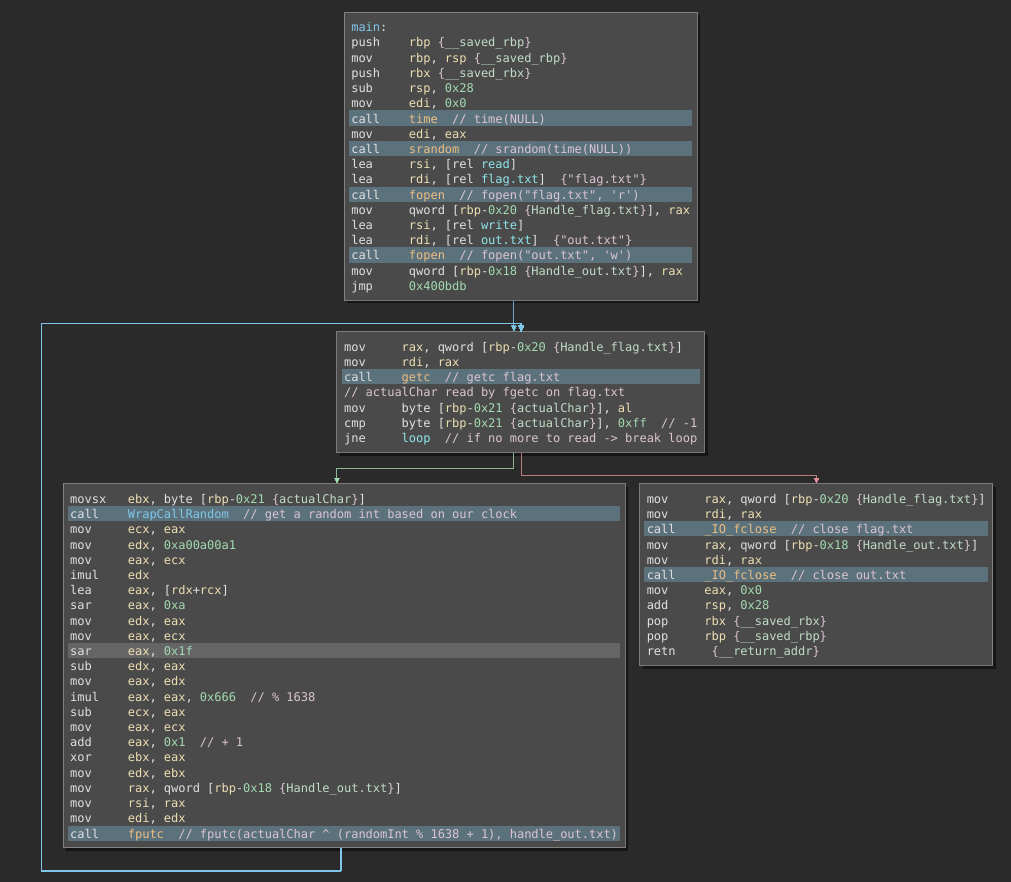 main:
push rbp {__saved_rbp}
mov rbp, rsp {__saved_rbp}
push rbx {__saved_rbx}
sub rsp, 0x28
mov edi, 0x0
call time // time(NULL)
mov edi, eax
call srandom // srandom(time(NULL))
lea rsi, [rel read]
lea rdi, [rel flag.txt] {"flag.txt"}
call fopen // fopen("flag.txt", 'r')
mov qword [rbp-0x20 {Handle_flag.txt}], rax
lea rsi, [rel write]
lea rdi, [rel out.txt] {"out.txt"}
call fopen // fopen("out.txt", 'w')
mov qword [rbp-0x18 {Handle_out.txt}], rax
jmp 0x400bdb
mov rax, qword [rbp-0x20 {Handle_flag.txt}]
mov rdi, rax
call getc // getc flag.txt
// actualChar read by fgetc on flag.txt
mov byte [rbp-0x21 {actualChar}], al
cmp byte [rbp-0x21 {actualChar}], 0xff // -1
jne loop // if no more to read -> break loop
movsx ebx, byte [rbp-0x21 {actualChar}]
call WrapCallRandom // get a random int based on our clock
mov ecx, eax
mov edx, 0xa00a00a1
mov eax, ecx
imul edx
lea eax, [rdx+rcx]
sar eax, 0xa
mov edx, eax
mov eax, ecx
sar eax, 0x1f
sub edx, eax
mov eax, edx
imul eax, eax, 0x666 // % 1638
sub ecx, eax
mov eax, ecx
add eax, 0x1 // + 1
xor ebx, eax
mov edx, ebx
mov rax, qword [rbp-0x18 {Handle_out.txt}]
mov rsi, rax
mov edi, edx
call fputc // fputc(actualChar ^ (randomInt % 1638 + 1), handle_out.txt)
mov rax, qword [rbp-0x20 {Handle_flag.txt}]
mov rdi, rax
call _IO_fclose // close flag.txt
mov rax, qword [rbp-0x18 {Handle_out.txt}]
mov rdi, rax
call _IO_fclose // close out.txt
mov eax, 0x0
add rsp, 0x28
pop rbx {__saved_rbx}
pop rbp {__saved_rbp}
retn {__return_addr}